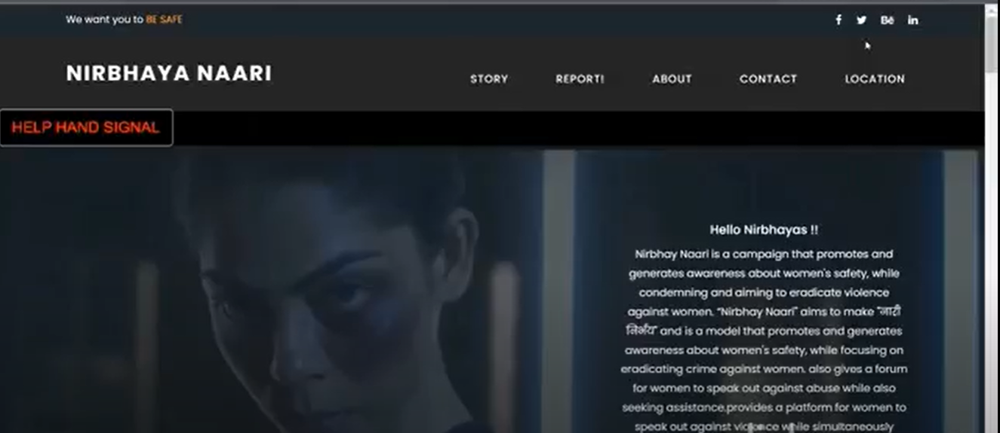 We want you to BE SAFE
f Bē in
NIRBHAYA NAARI
STORY REPORT! ABOUT CONTACT LOCATION
HELP HAND SIGNAL
Hello Nirbhayas !!
Nirbhay Naari is a campaign that promotes and
generates awareness about women's safety, while
condemning and aiming to eradicate violence
against women. "Nirbhay Naari" aims to make "नारी
निर्भय" and is a model that promotes and generates
awareness about women's safety, while focusing on
eradicating crime against women. also gives a forum
for women to speak out against abuse while also
seeking assistance.provides a platform for women to
speak out against violence while simultaneously